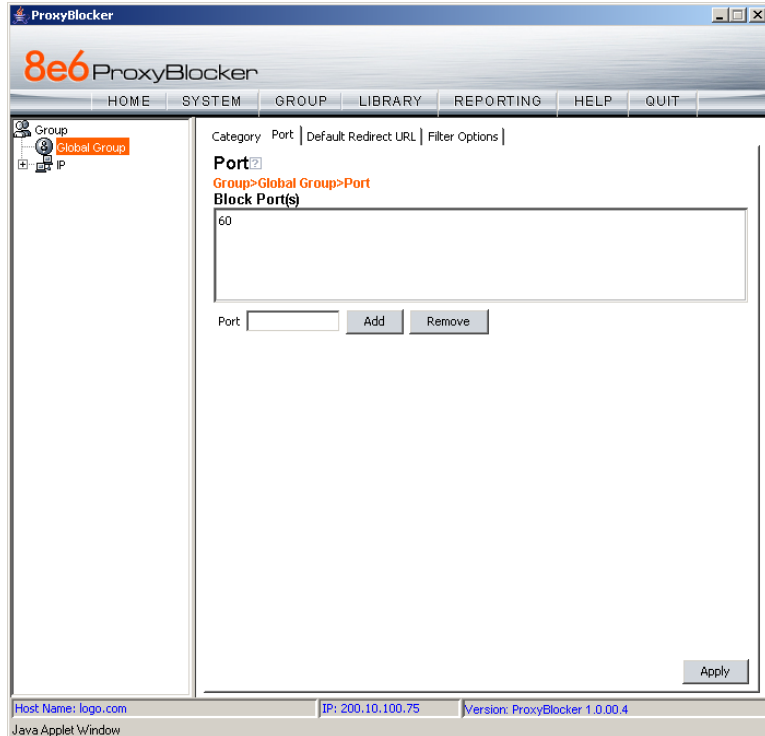 ProxyBlocker
8e6 ProxyBlocker
HOME SYSTEM GROUP LIBRARY REPORTING HELP QUIT
Group
Global Group
IP
Category Port Default Redirect URL Filter Options
Port ?
Group>Global Group>Port
Block Port(s)
60
Port Add Remove
Apply
Host Name: logo.com IP: 200.10.100.75 Version: ProxyBlocker 1.0.00.4
Java Applet Window